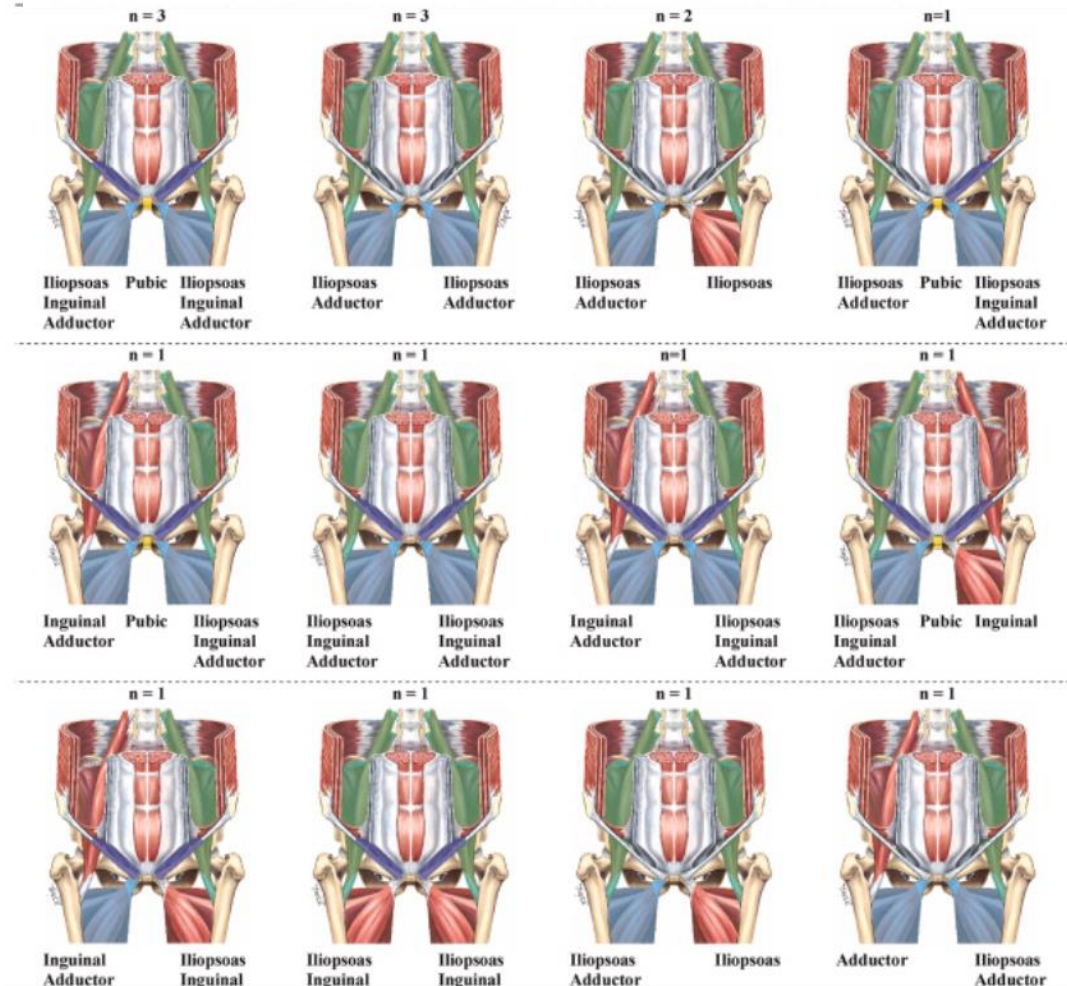 n = 3 n = 3 n = 2 n=1
Iliopsoas Pubic Iliopsoas Iliopsoas Iliopsoas Iliopsoas Iliopsoas Iliopsoas Pubic Iliopsoas
Inguinal Inguinal Adductor Adductor Adductor Adductor Inguinal
Adductor Adductor Adductor
n = 1 n = 1 n=1 n = 1
Inguinal Pubic Iliopsoas Iliopsoas Iliopsoas Inguinal Iliopsoas Iliopsoas Pubic Inguinal
Adductor Inguinal Inguinal Inguinal Adductor Inguinal Inguinal
Adductor Adductor Adductor Adductor Adductor
n = 1 n = 1 n = 1 n = 1
Inguinal Iliopsoas Iliopsoas Iliopsoas Iliopsoas Iliopsoas Adductor Iliopsoas
Adductor Inguinal Inguinal Inguinal Adductor Adductor